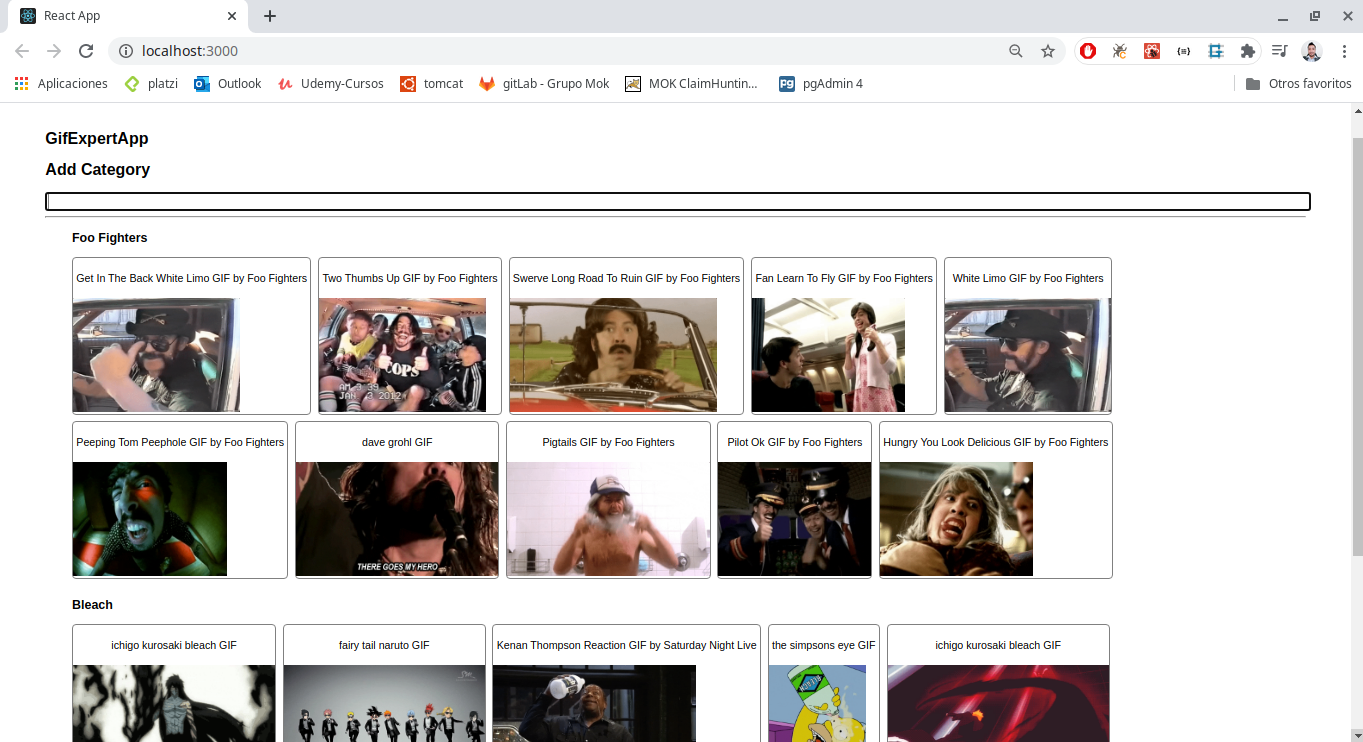 React App
localhost:3000
Aplicaciones platzi Outlook Udemy-Cursos tomcat gitLab - Grupo Mok MOK ClaimHuntin... pgAdmin 4 Otros favoritos
GifExpertApp
Add Category
Foo Fighters
Get In The Back White Limo GIF by Foo Fighters Two Thumbs Up GIF by Foo Fighters Swerve Long Road To Ruin GIF by Foo Fighters Fan Learn To Fly GIF by Foo Fighters White Limo GIF by Foo Fighters
COPS
JAN. 3 2012
Peeping Tom Peephole GIF by Foo Fighters dave grohl GIF Pigtails GIF by Foo Fighters Pilot Ok GIF by Foo Fighters Hungry You Look Delicious GIF by Foo Fighters
THERE GOES MY HERO
Bleach
ichigo kurosaki bleach GIF fairy tail naruto GIF Kenan Thompson Reaction GIF by Saturday Night Live the simpsons eye GIF ichigo kurosaki bleach GIF